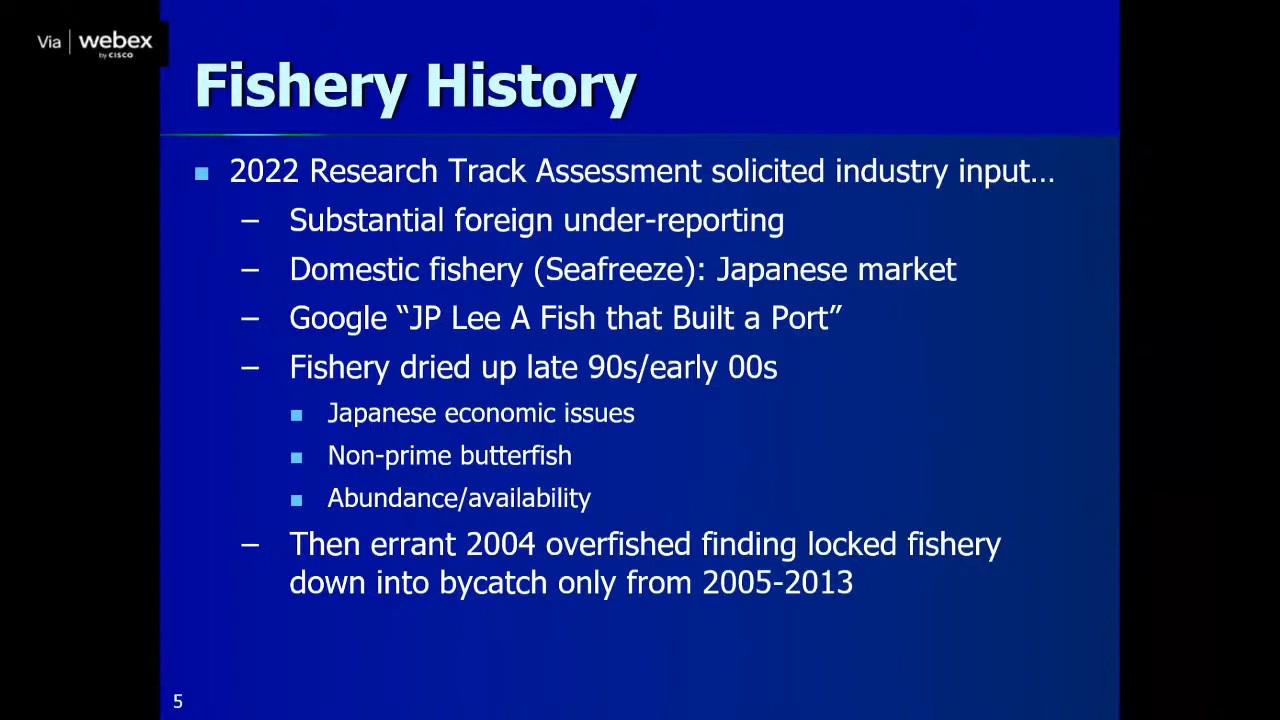 Via | webex
by CISCO
Fishery History
2022 Research Track Assessment solicited industry input…
– Substantial foreign under-reporting
– Domestic fishery (Seafreeze): Japanese market
– Google “JP Lee A Fish that Built a Port”
– Fishery dried up late 90s/early 00s
Japanese economic issues
Non-prime butterfish
Abundance/availability
– Then errant 2004 overfished finding locked fishery
down into bycatch only from 2005-2013
5